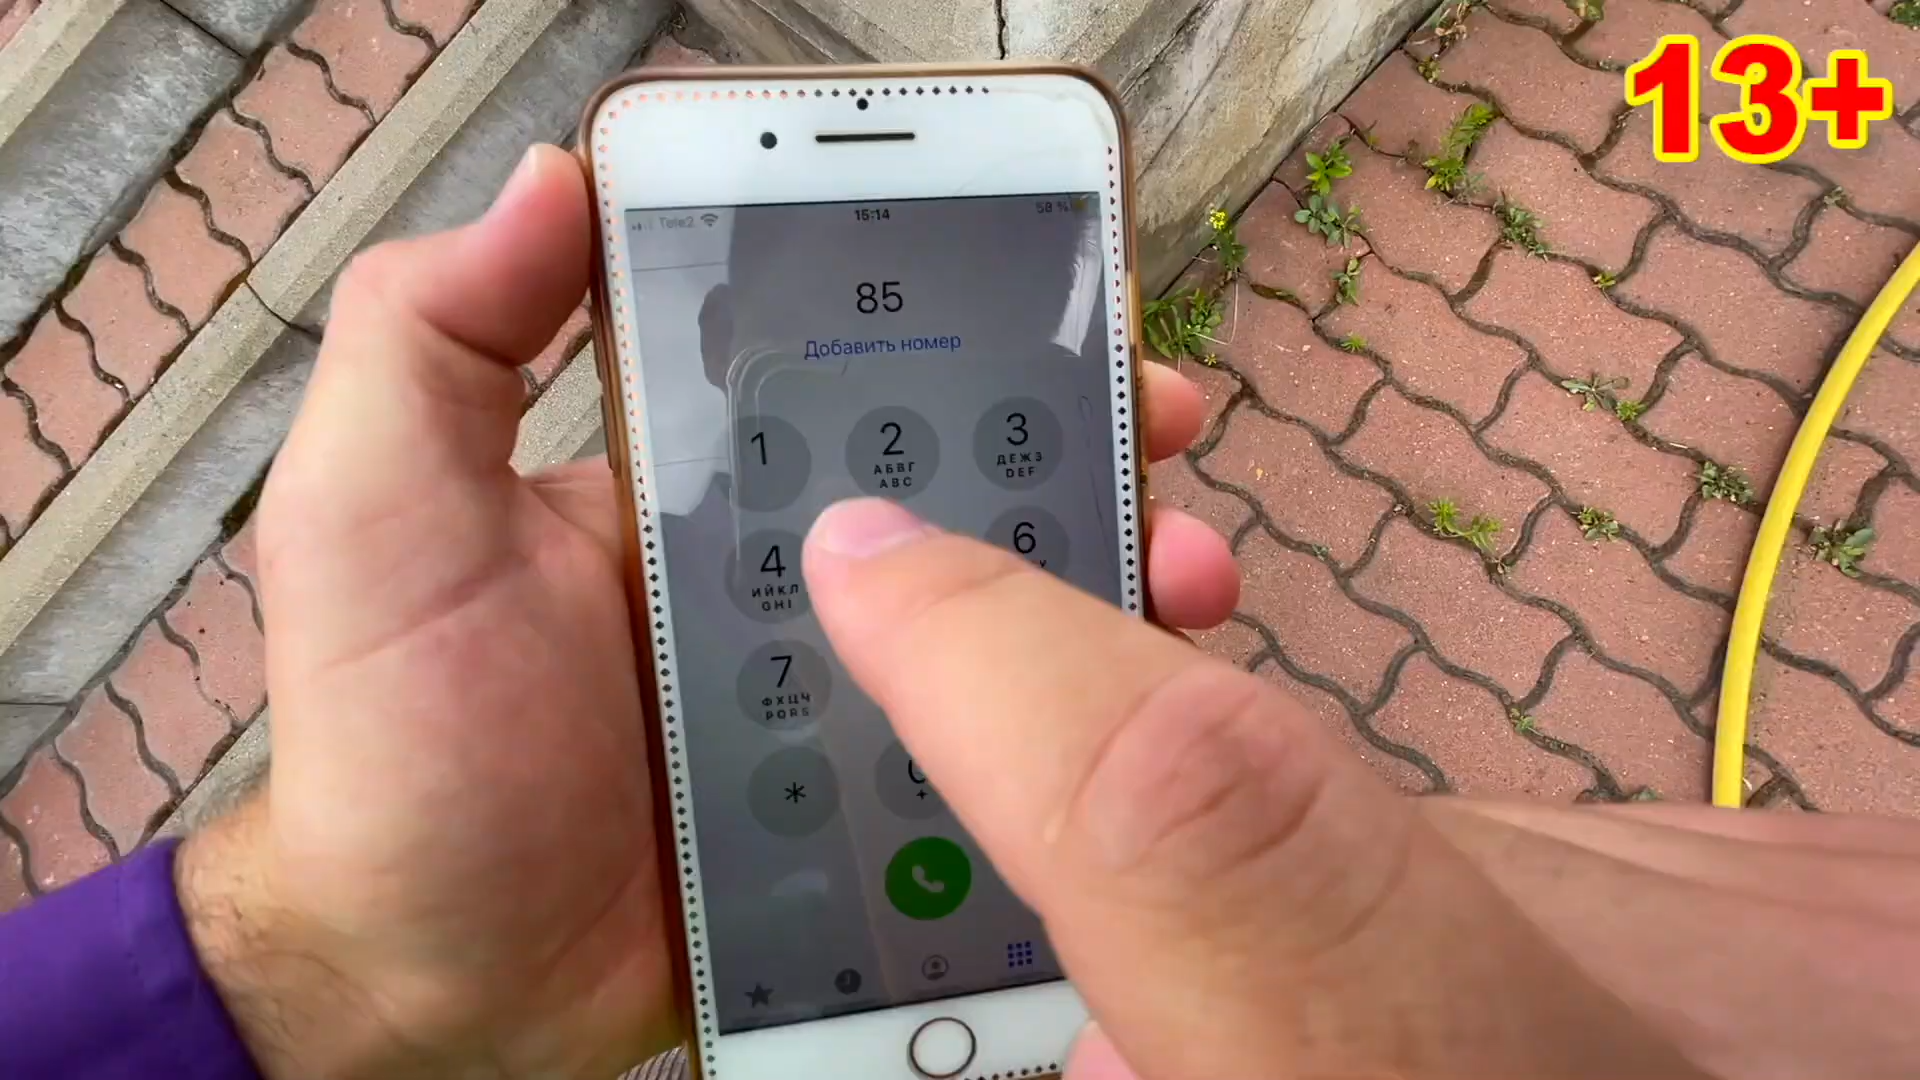 13+
Tele2
15:14
58 %
85
Добавить номер
1
2
АБВГ
ABC
3
ДЕЖЗ
DEF
4
ИЙКЛ
GHI
6
7
ФХЦЧ
PQRS
*
+